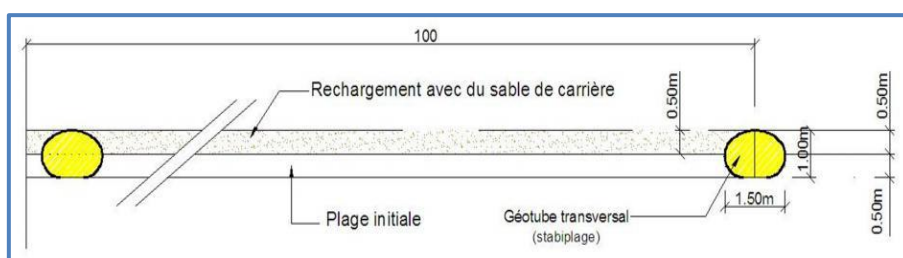 100
Rechargement avec du sable de carrière
0.50m
0.50m
1.00m
1.50m
0.50m
Plage initiale
Géotube transversal
(stabiplage)